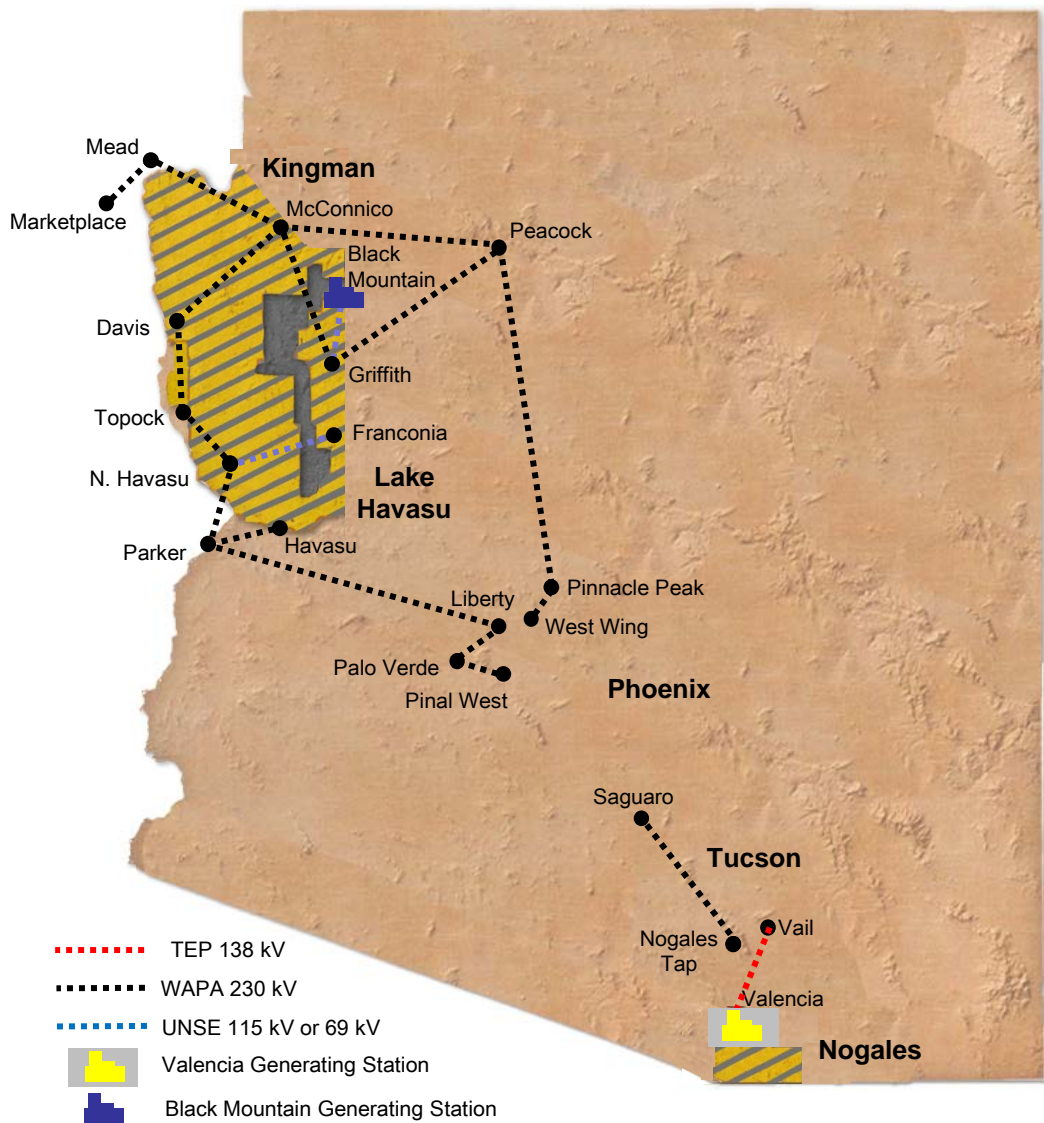 Mead
Kingman
McConnico
Marketplace
Peacock
Black
Mountain
Davis
Griffith
Topock
Franconia
N. Havasu
Lake
Havasu
Parker
Havasu
Pinnacle Peak
Liberty
West Wing
Palo Verde
Pinal West
Phoenix
Saguaro
Tucson
Vail
Nogales
Tap
Valencia
Nogales
TEP 138 kV
WAPA 230 kV
UNSE 115 kV or 69 kV
Valencia Generating Station
Black Mountain Generating Station